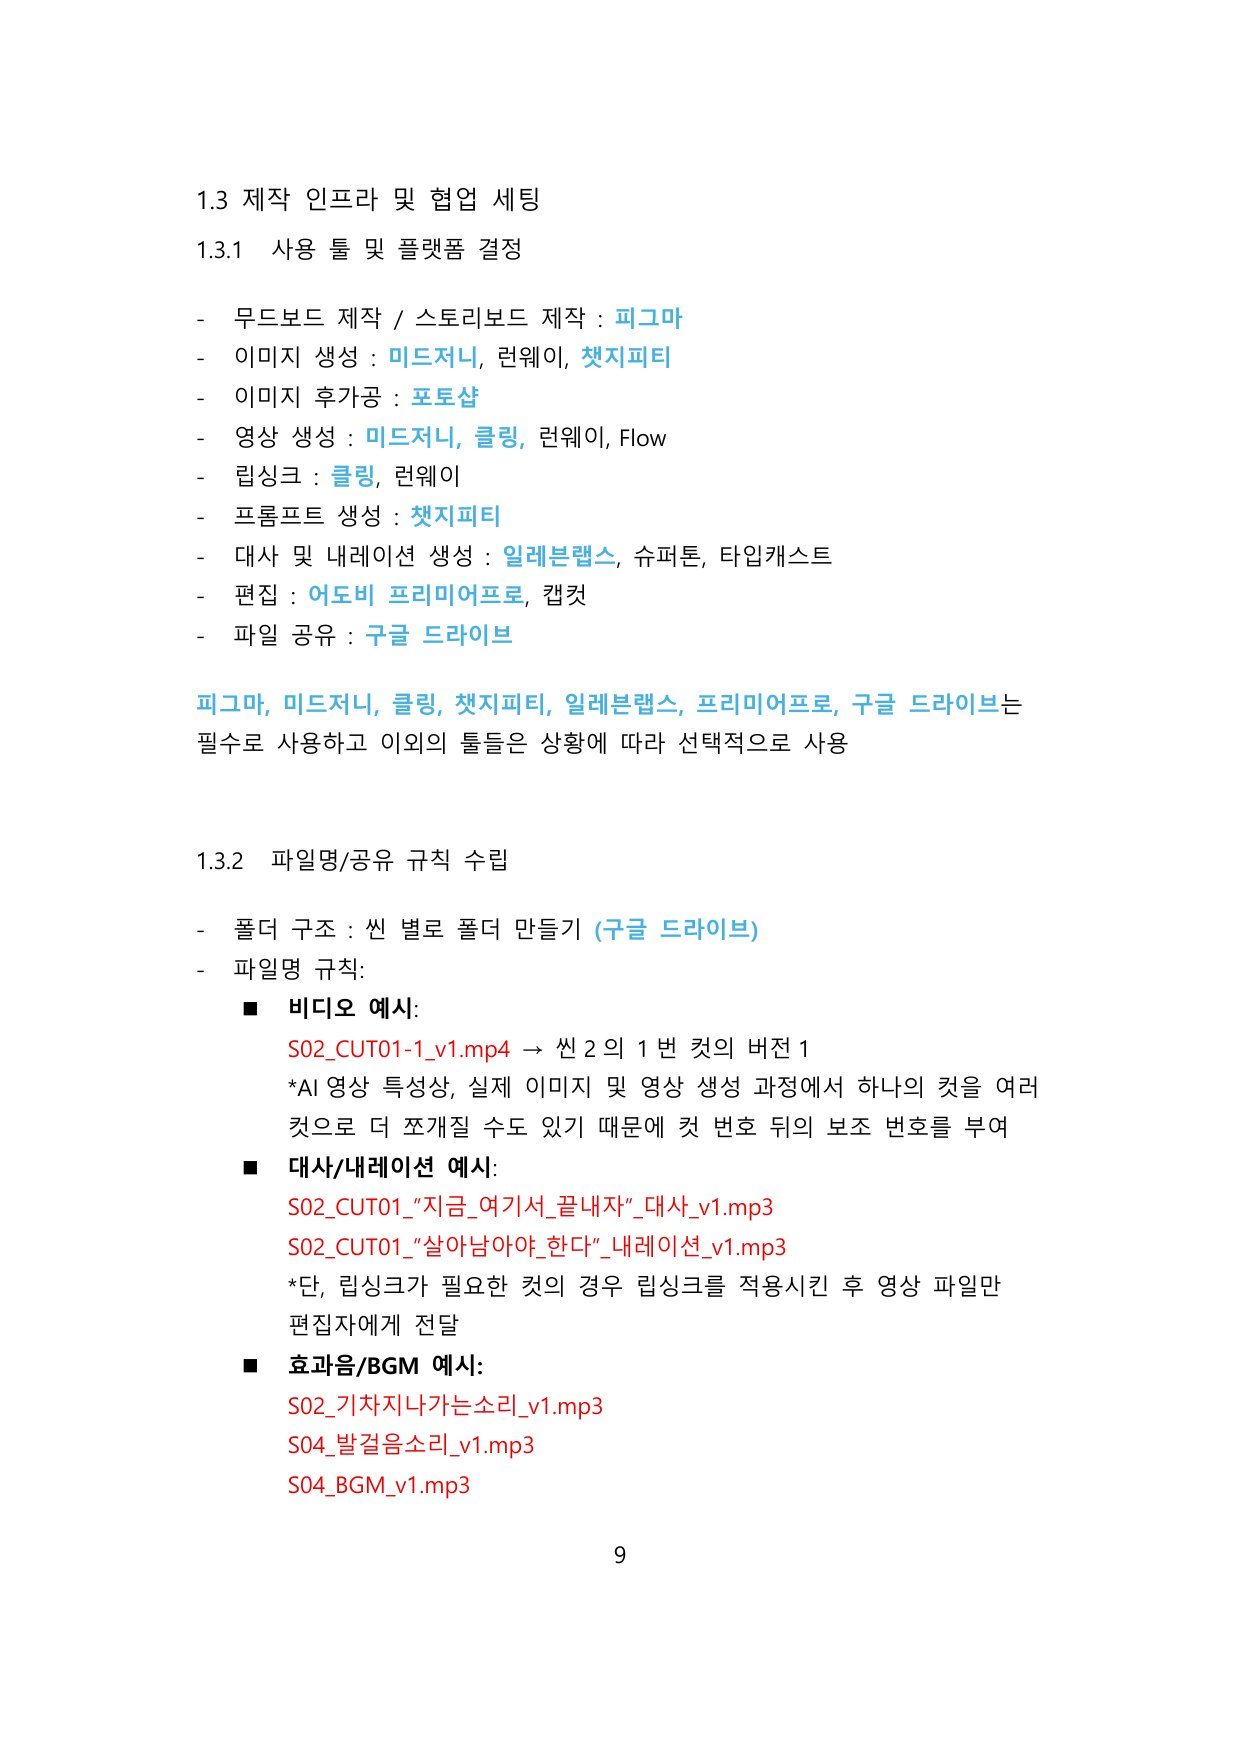 1.3 제작 인프라 및 협업 세팅
1.3.1 사용 툴 및 플랫폼 결정
- 무드보드 제작 / 스토리보드 제작 : 피그마
- 이미지 생성 : 미드저니, 런웨이, 챗지피티
- 이미지 후가공 : 포토샵
- 영상 생성 : 미드저니, 클링, 런웨이, Flow
- 립싱크 : 클링, 런웨이
- 프롬프트 생성 : 챗지피티
- 대사 및 내레이션 생성 : 일레븐랩스, 슈퍼톤, 타입캐스트
- 편집 : 어도비 프리미어프로, 캡컷
- 파일 공유 : 구글 드라이브
피그마, 미드저니, 클링, 챗지피티, 일레븐랩스, 프리미어프로, 구글 드라이브는
필수로 사용하고 이외의 툴들은 상황에 따라 선택적으로 사용
1.3.2 파일명/공유 규칙 수립
- 폴더 구조 : 씬 별로 폴더 만들기 (구글 드라이브)
- 파일명 규칙:
■ 비디오 예시:
S02_CUT01-1_v1.mp4 → 씬 2 의 1 번 컷의 버전 1
*AI 영상 특성상, 실제 이미지 및 영상 생성 과정에서 하나의 컷을 여러
컷으로 더 쪼개질 수도 있기 때문에 컷 번호 뒤의 보조 번호를 부여
■ 대사/내레이션 예시:
S02_CUT01_”지금_여기서_끝내자”_대사_v1.mp3
S02_CUT01_”살아남아야_한다”_내레이션_v1.mp3
*단, 립싱크가 필요한 컷의 경우 립싱크를 적용시킨 후 영상 파일만
편집자에게 전달
■ 효과음/BGM 예시:
S02_기차지나가는소리_v1.mp3
S04_발걸음소리_v1.mp3
S04_BGM_v1.mp3
9